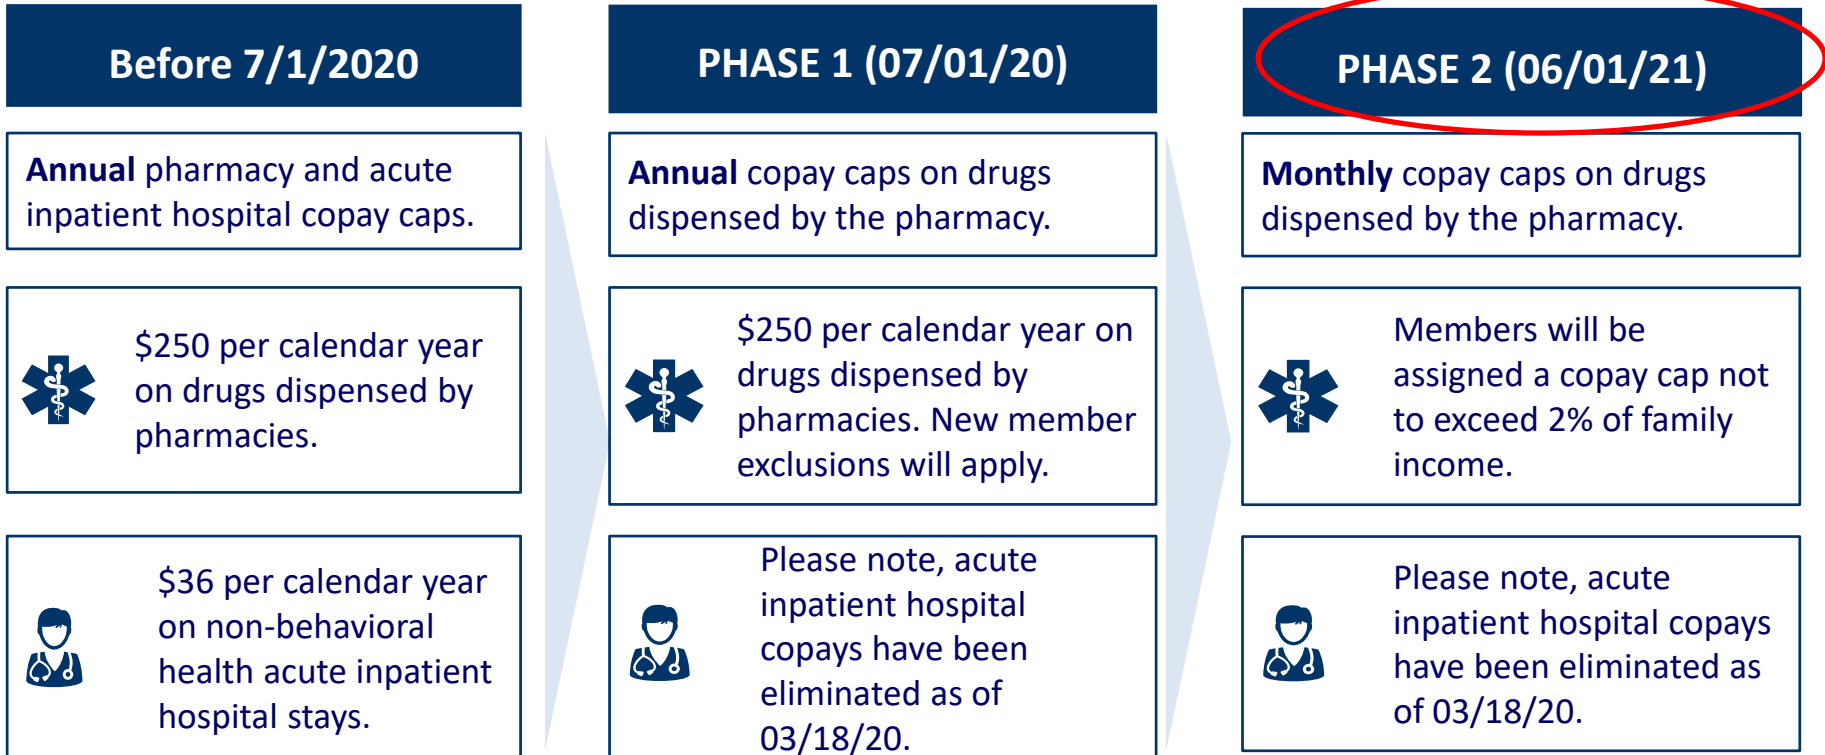 Before 7/1/2020
Annual pharmacy and acute
inpatient hospital copay caps.
$250 per calendar year
on drugs dispensed by
pharmacies.
$36 per calendar year
on non-behavioral
health acute inpatient
hospital stays.
PHASE 1 (07/01/20)
Annual copay caps on drugs
dispensed by the pharmacy.
$250 per calendar year on
drugs dispensed by
pharmacies. New member
exclusions will apply.
Please note, acute
inpatient hospital
copays have been
eliminated as of
03/18/20.
PHASE 2 (06/01/21)
Monthly copay caps on drugs
dispensed by the pharmacy.
Members will be
assigned a copay cap not
to exceed 2% of family
income.
Please note, acute
inpatient hospital copays
have been eliminated as
of 03/18/20.